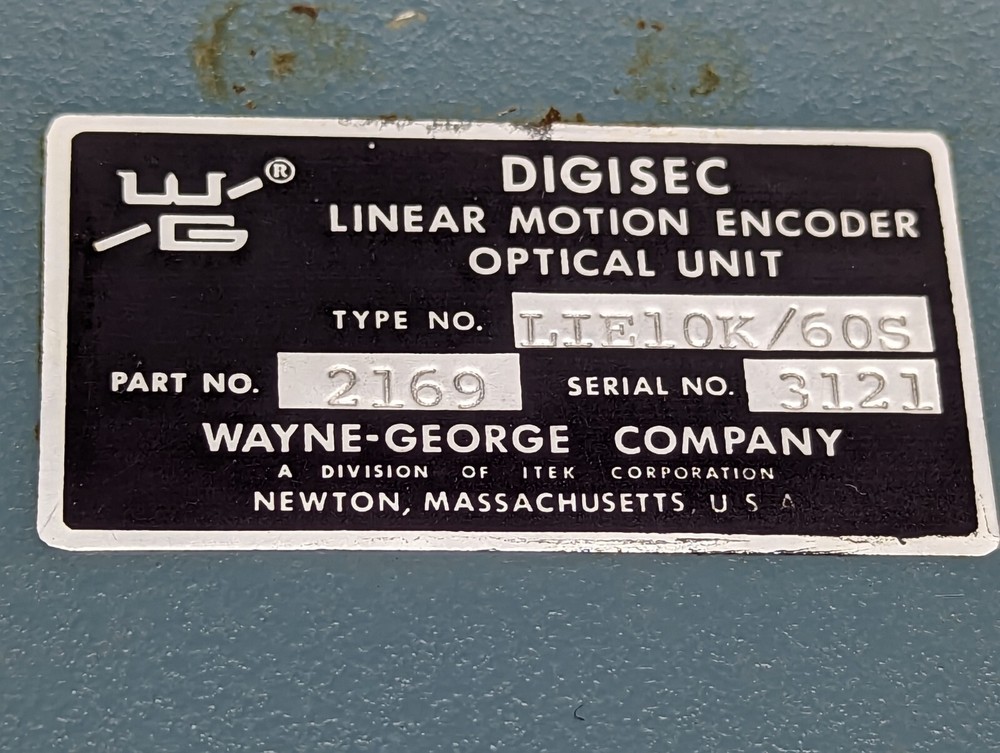 W/G®
DIGISEC
LINEAR MOTION ENCODER
OPTICAL UNIT
TYPE NO. LIE10K/60S
PART NO. 2169 SERIAL NO. 3121
WAYNE-GEORGE COMPANY
A DIVISION OF ITEK CORPORATION
NEWTON, MASSACHUSETTS, U S A